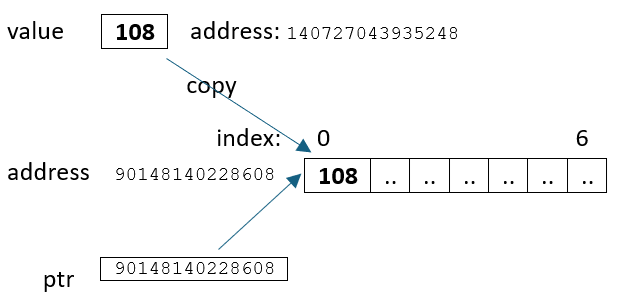 value 108 address: 140727043935248
copy
index: 0 6
address 90148140228608 108 .. .. .. .. .. ..
ptr 90148140228608